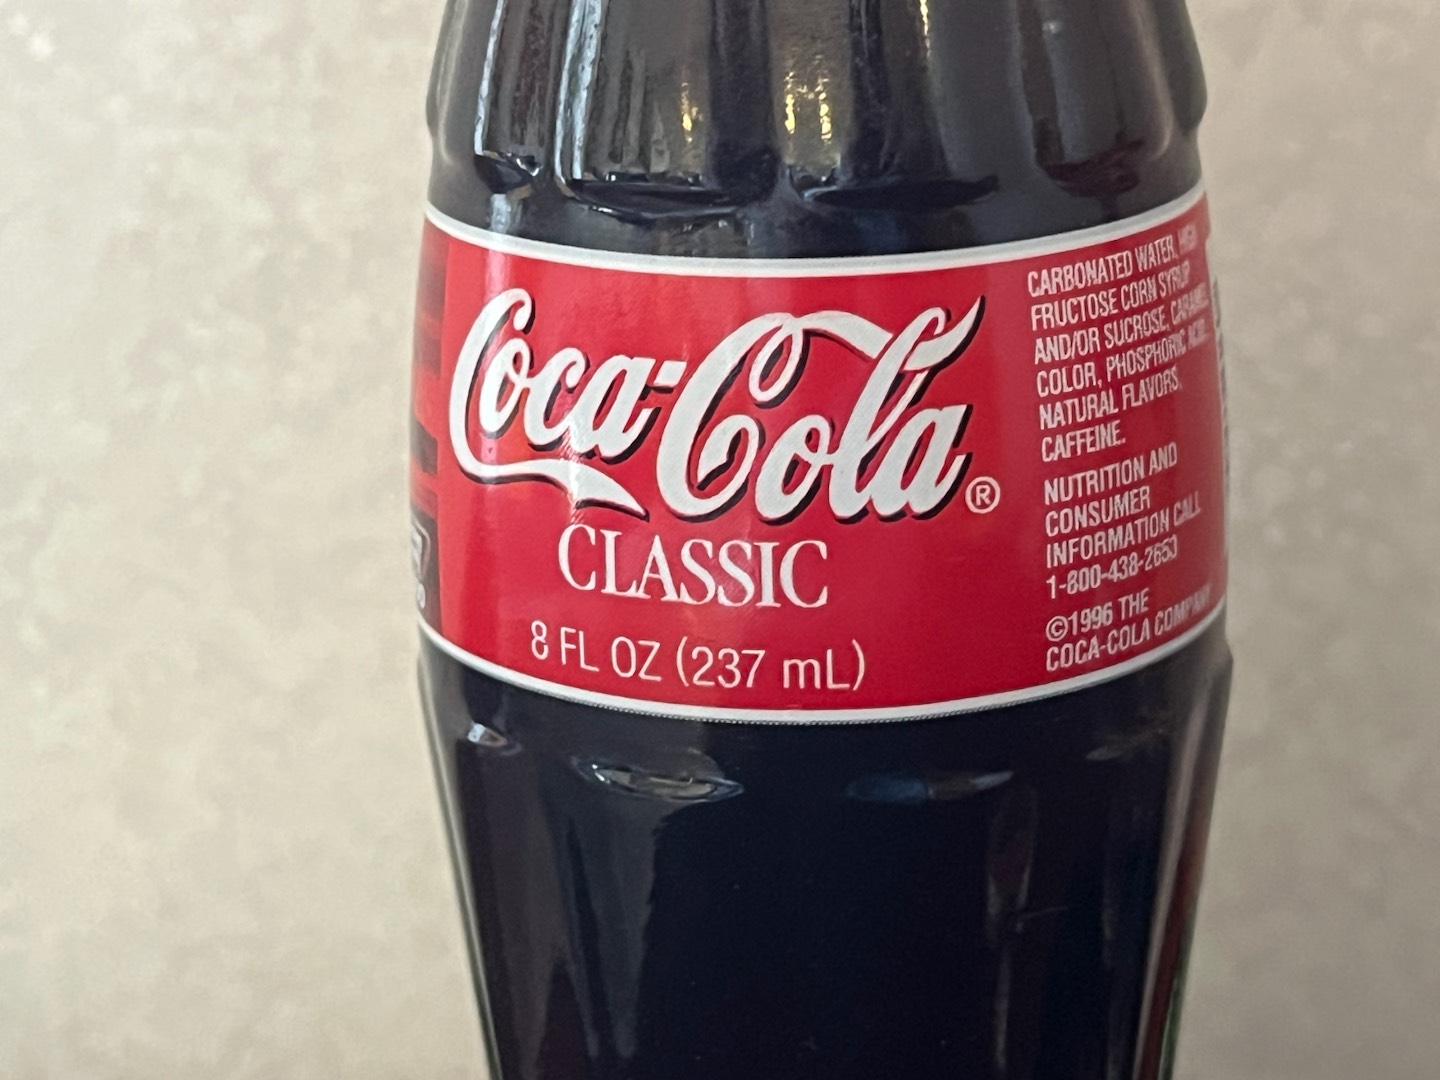 Coca-Cola®
CLASSIC
8 FL OZ (237 mL)
CARBONATED WATER, HIGH
FRUCTOSE CORN SYRUP
AND/OR SUCROSE, CARAMEL
COLOR, PHOSPHORIC ACID,
NATURAL FLAVORS,
CAFFEINE.
NUTRITION AND
CONSUMER
INFORMATION CALL
1-800-438-2653
©1996 THE
COCA-COLA COMPANY